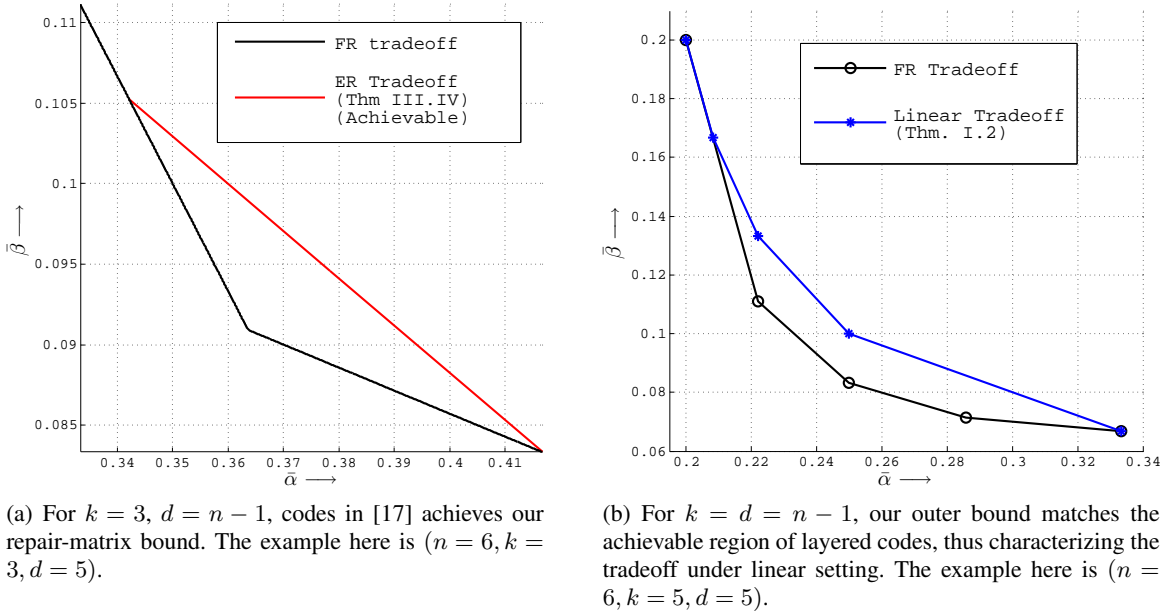 0.11
0.105
0.1
0.095
0.09
0.085
0.34 0.35 0.36 0.37 0.38 0.39 0.4 0.41
β̄ ⟶
ᾱ ⟶
FR tradeoff
ER Tradeoff
(Thm III.IV)
(Achievable)
(a) For k = 3, d = n − 1, codes in [17] achieves our
repair-matrix bound. The example here is (n = 6, k =
3, d = 5).
0.2
0.18
0.16
0.14
0.12
0.1
0.08
0.06
0.2 0.22 0.24 0.26 0.28 0.3 0.32 0.34
β̄ ⟶
ᾱ ⟶
FR Tradeoff
Linear Tradeoff
(Thm. I.2)
(b) For k = d = n − 1, our outer bound matches the
achievable region of layered codes, thus characterizing the
tradeoff under linear setting. The example here is (n =
6, k = 5, d = 5).